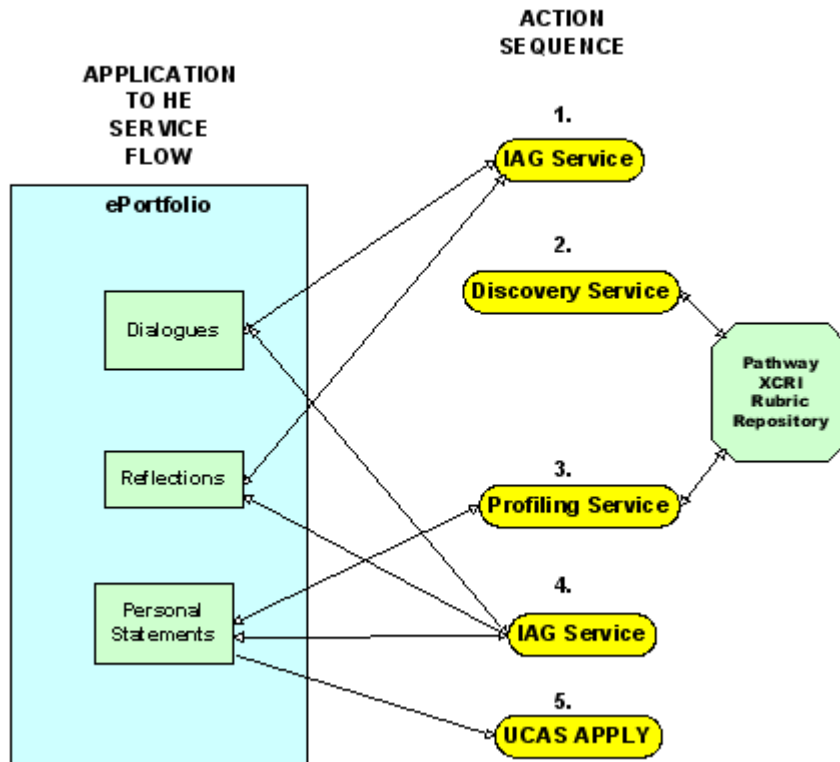 APPLICATION
TO HE
SERVICE
FLOW
ePortfolio
Dialogues
Reflections
Personal
Statements
ACTION
SEQUENCE
1.
IAG Service
2.
Discovery Service
Pathway
XCRI
Rubric
Repository
3.
Profiling Service
4.
IAG Service
5.
UCAS APPLY